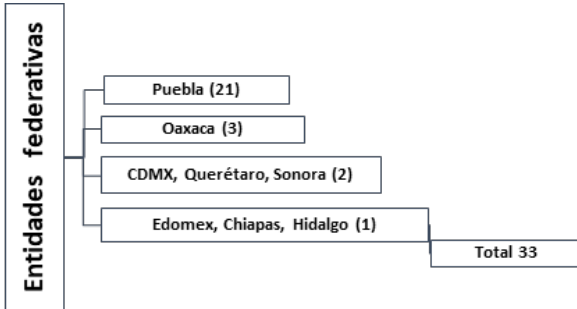 Entidades federativas
Puebla (21)
Oaxaca (3)
CDMX, Querétaro, Sonora (2)
Edomex, Chiapas, Hidalgo (1)
Total 33